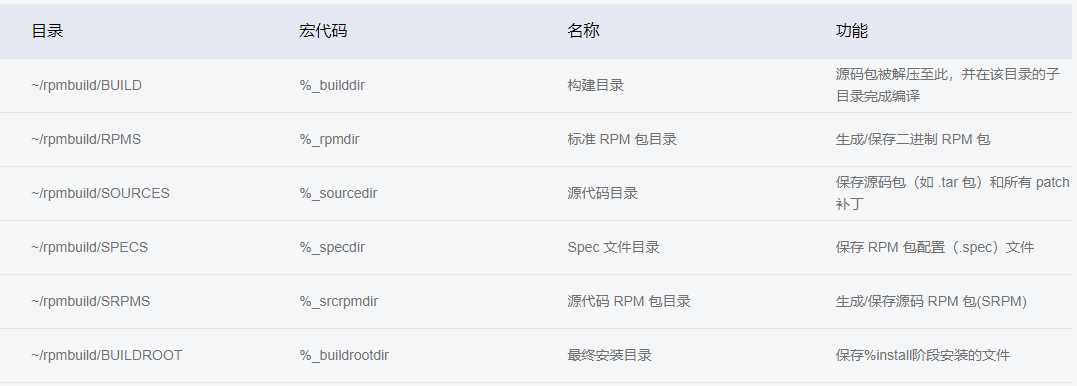 目录 宏代码 名称 功能
~/rpmbuild/BUILD %_builddir 构建目录 源码包被解压至此，并在该目录的子
目录完成编译
~/rpmbuild/RPMS %_rpmdir 标准 RPM 包目录 生成/保存二进制 RPM 包
~/rpmbuild/SOURCES %_sourcedir 源代码目录 保存源码包（如 .tar 包）和所有 patch
补丁
~/rpmbuild/SPECS %_specdir Spec 文件目录 保存 RPM 包配置（.spec）文件
~/rpmbuild/SRPMS %_srcrpmdir 源代码 RPM 包目录 生成/保存源码 RPM 包(SRPM)
~/rpmbuild/BUILDROOT %_buildrootdir 最终安装目录 保存%install阶段安装的文件